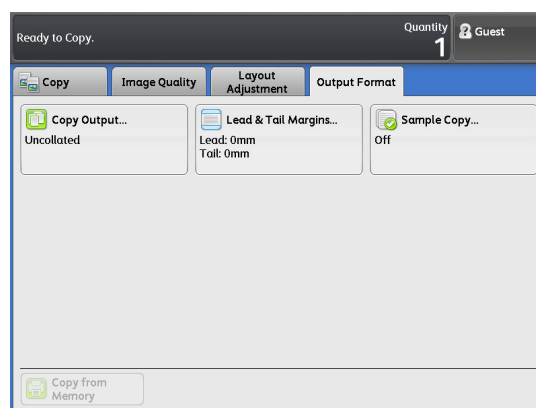 Ready to Copy.
Quantity
1
Guest
Copy
Image Quality
Layout
Adjustment
Output Format
Copy Output...
Uncollated
Lead & Tail Margins...
Lead: 0mm
Tail: 0mm
Sample Copy...
Off
Copy from
Memory